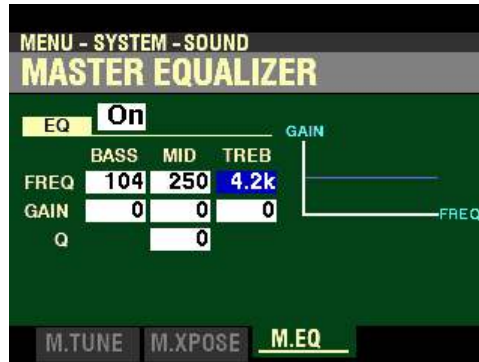 MENU - SYSTEM - SOUND
MASTER EQUALIZER
EQ On
GAIN
BASS MID TREB
FREQ 104 250 4.2k
GAIN 0 0 0
FREQ
Q 0
M.TUNE M.XPOSE M.EQ